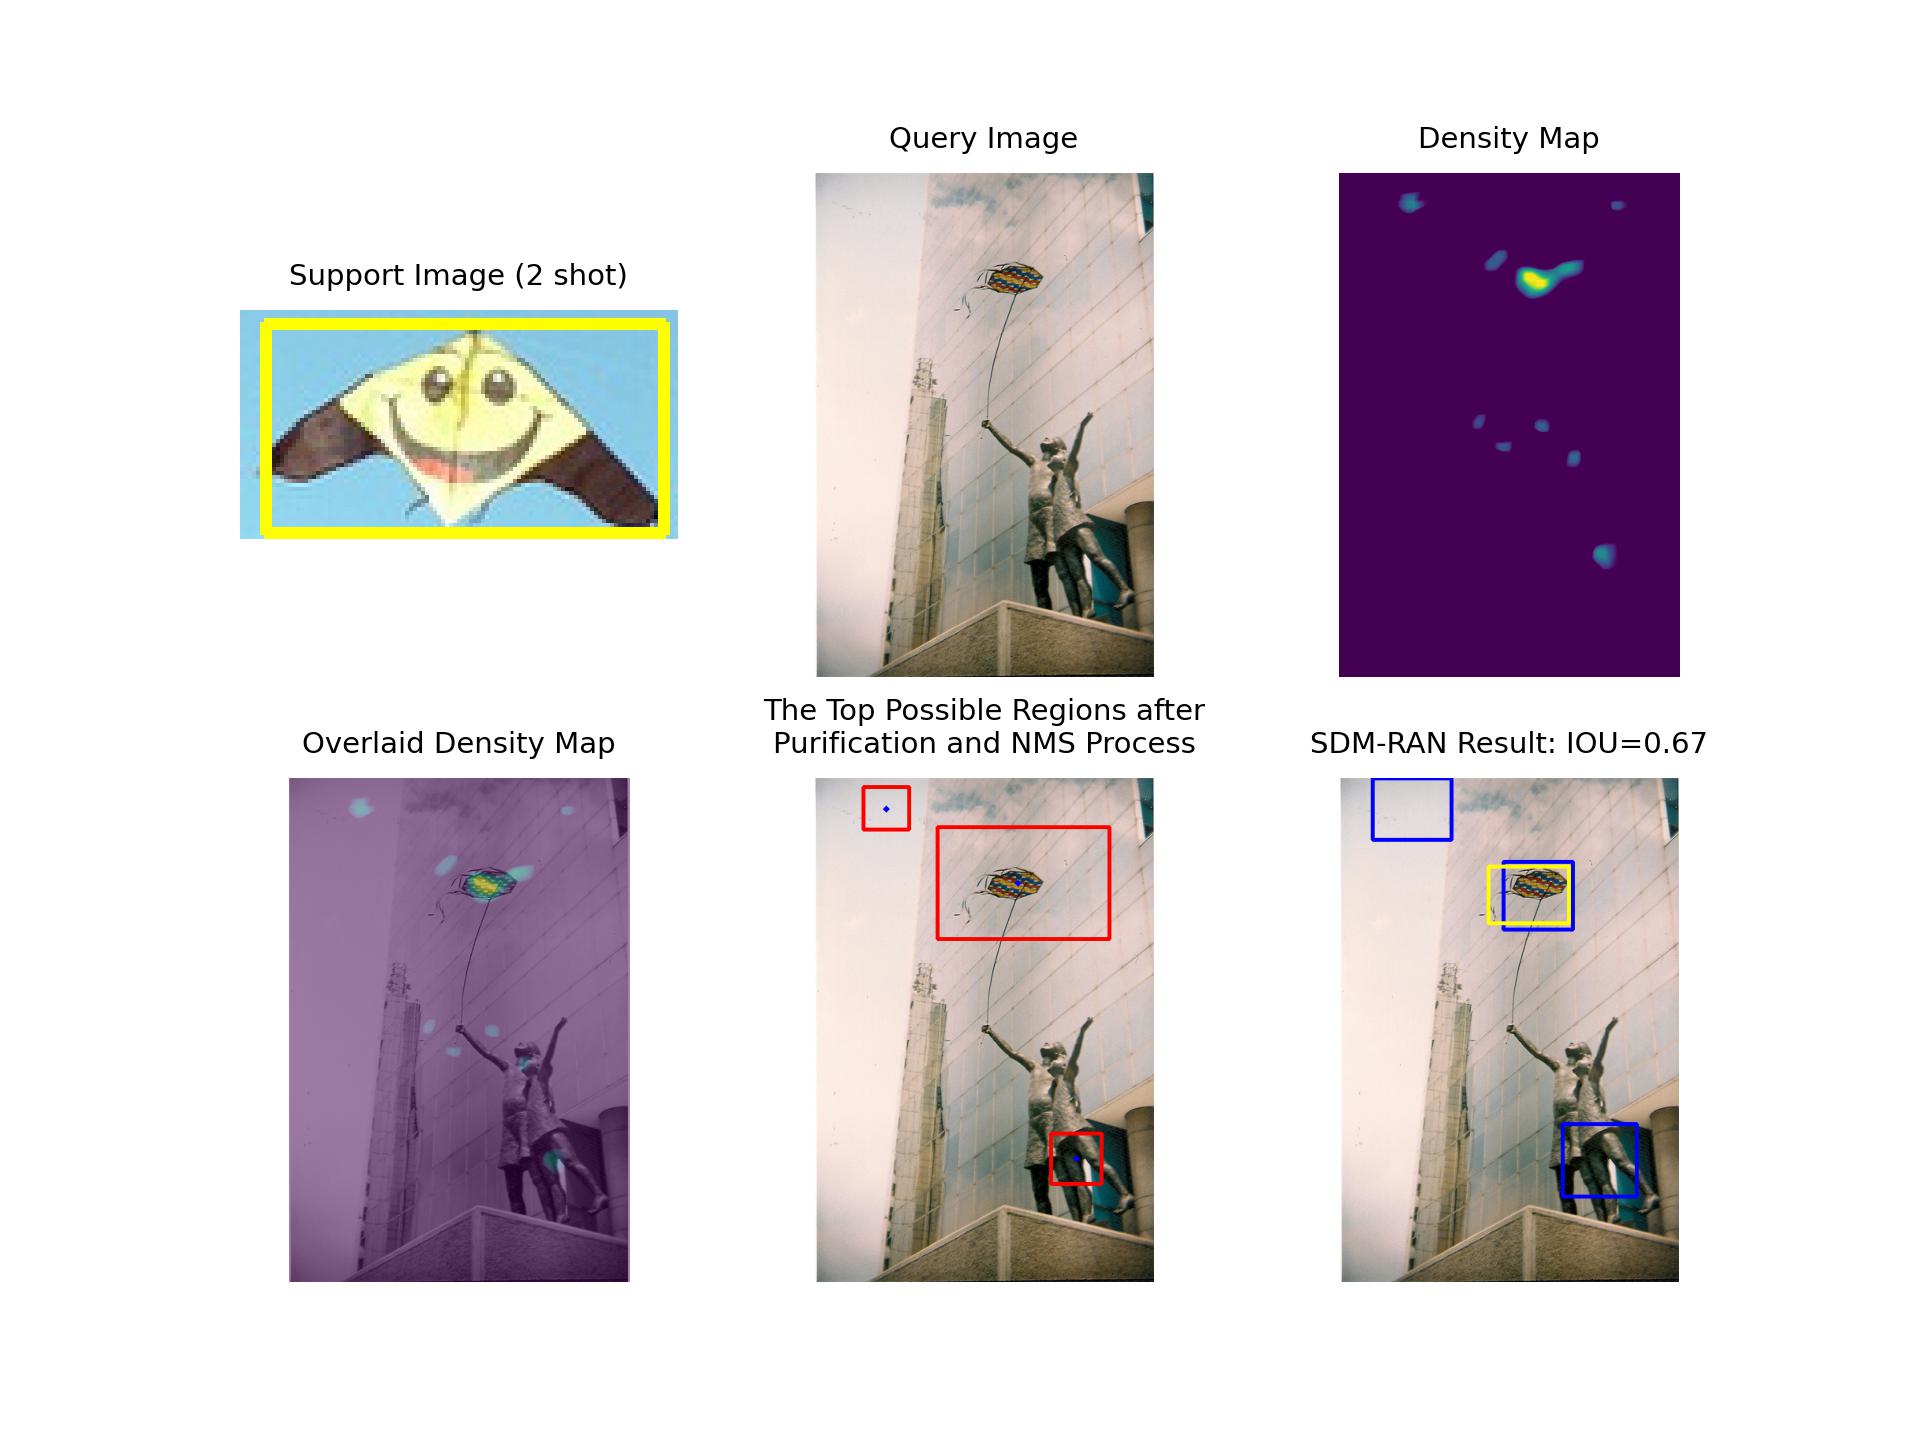 Query Image
Density Map
Support Image (2 shot)
Overlaid Density Map
The Top Possible Regions after
Purification and NMS Process
SDM-RAN Result: IOU=0.67